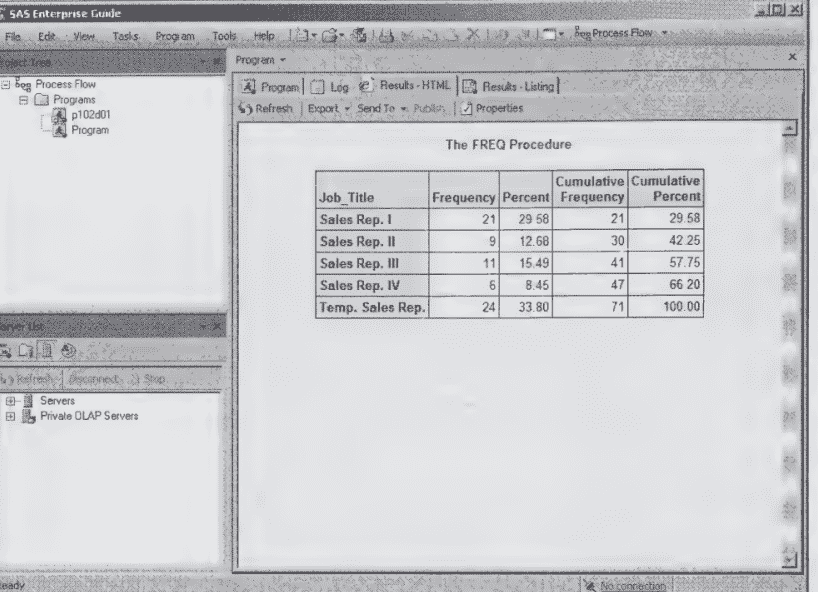 SAS Enterprise Guide
File Edit View Tasks Program Tools Help Process Flow
Project Tree
Program
Process Flow
Programs
p102d01
Program
Program Log Results - HTML Results - Listing
Refresh Export Send To Publish Properties
The FREQ Procedure
Job_Title Frequency Percent Cumulative Frequency Cumulative Percent
Sales Rep. I 21 29.58 21 29.58
Sales Rep. II 9 12.68 30 42.25
Sales Rep. III 11 15.49 41 57.75
Sales Rep. IV 6 8.45 47 66.20
Temp. Sales Rep. 24 33.80 71 100.00
Server List
Refresh Disconnect Stop
Servers
Private OLAP Servers
Ready
No connection